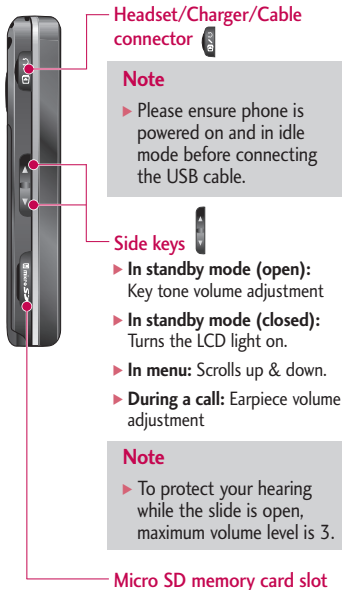 Headset/Charger/Cable
connector
Note
▶ Please ensure phone is
powered on and in idle
mode before connecting
the USB cable.
Side keys
▶ In standby mode (open):
Key tone volume adjustment
▶ In standby mode (closed):
Turns the LCD light on.
▶ In menu: Scrolls up & down.
▶ During a call: Earpiece volume
adjustment
Note
▶ To protect your hearing
while the slide is open,
maximum volume level is 3.
micro SD
Micro SD memory card slot